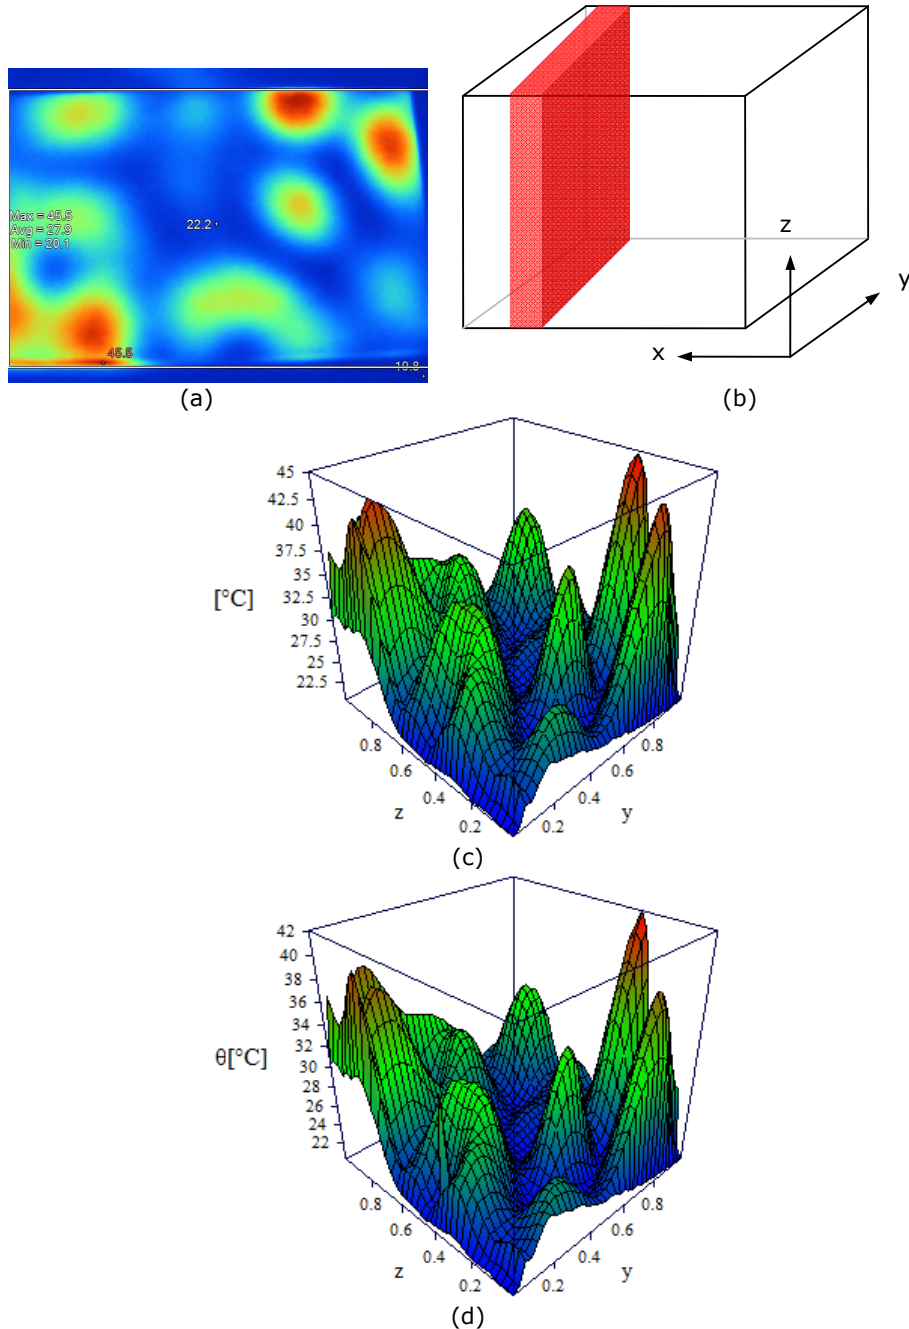 Max = 45.5
Avg = 27.9
Min = 20.1
22.2
45.5
19.8
(a)
z
y
x
(b)
45
42.5
40
37.5
35
32.5
30
27.5
25
22.5
[°C]
0.8
0.6
0.4
0.2
z
0.2
0.4
0.6
0.8
y
(c)
42
40
38
36
34
32
30
28
26
24
22
θ[°C]
0.8
0.6
0.4
0.2
z
0.2
0.4
0.6
0.8
y
(d)